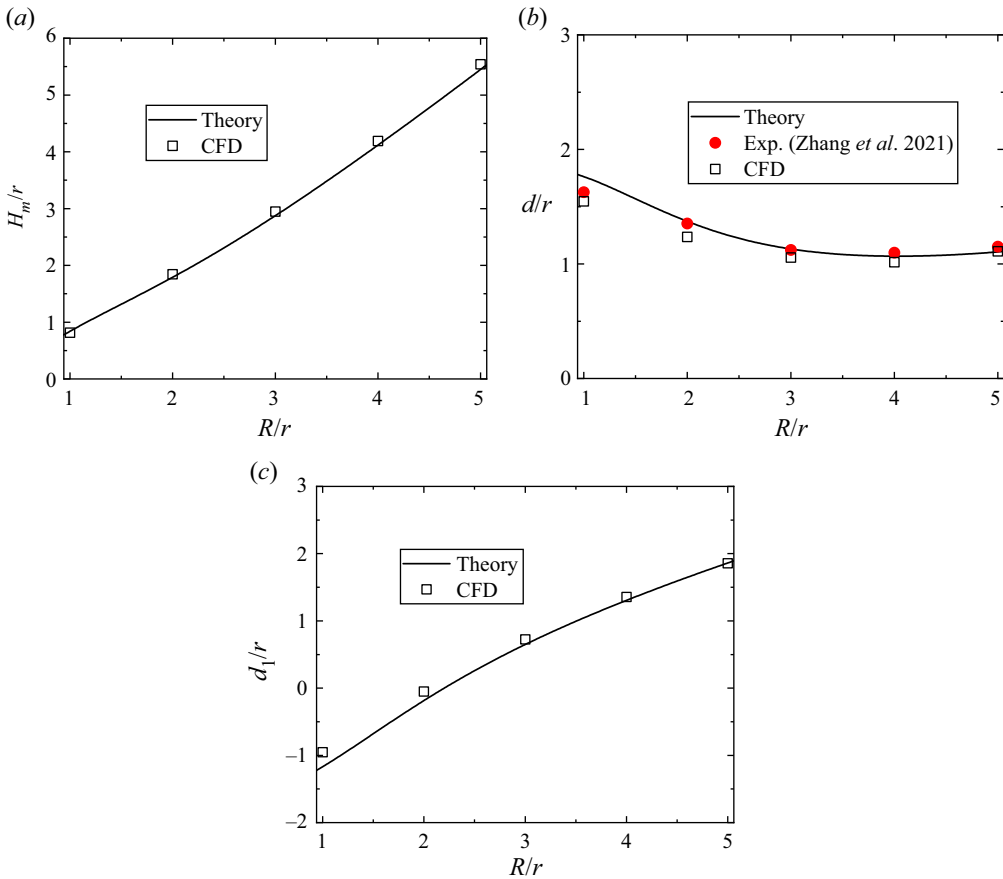 (a)
6
5
4
3
2
1
0
H_m/r
Theory
CFD
1 2 3 4 5
R/r
(b)
3
2
1
0
d/r
Theory
Exp. (Zhang et al. 2021)
CFD
1 2 3 4 5
R/r
(c)
3
2
1
0
–1
–2
d_1/r
Theory
CFD
1 2 3 4 5
R/r